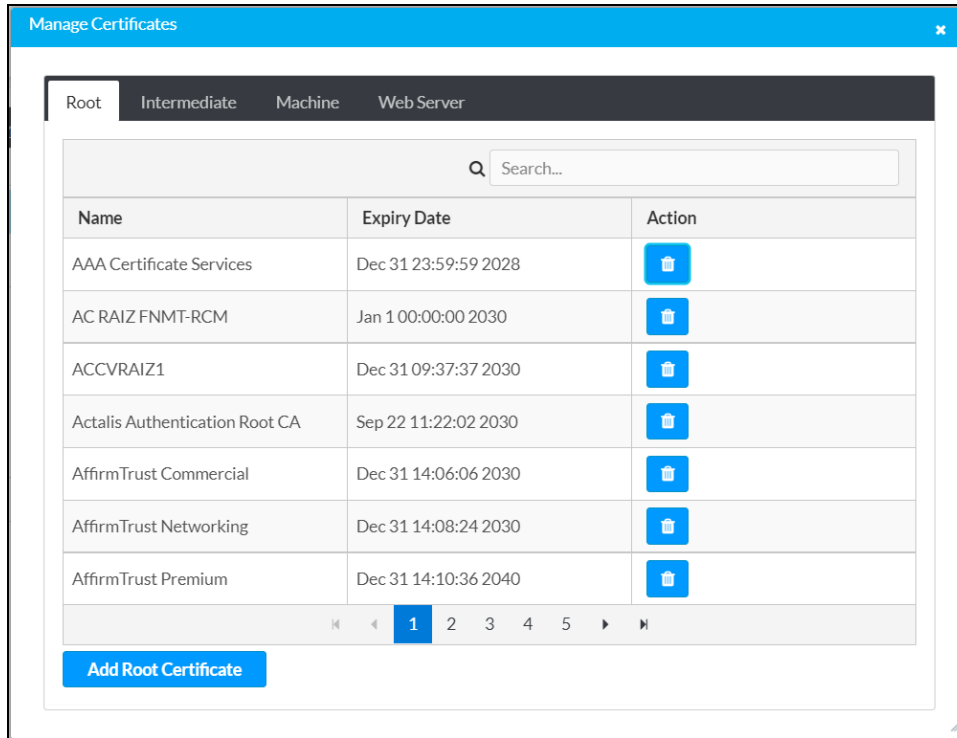 Manage Certificates
Root Intermediate Machine Web Server
Search...
Name Expiry Date Action
AAA Certificate Services Dec 31 23:59:59 2028
AC RAIZ FNMT-RCM Jan 1 00:00:00 2030
ACCVRAIZ1 Dec 31 09:37:37 2030
Actalis Authentication Root CA Sep 22 11:22:02 2030
AffirmTrust Commercial Dec 31 14:06:06 2030
AffirmTrust Networking Dec 31 14:08:24 2030
AffirmTrust Premium Dec 31 14:10:36 2040
1 2 3 4 5
Add Root Certificate